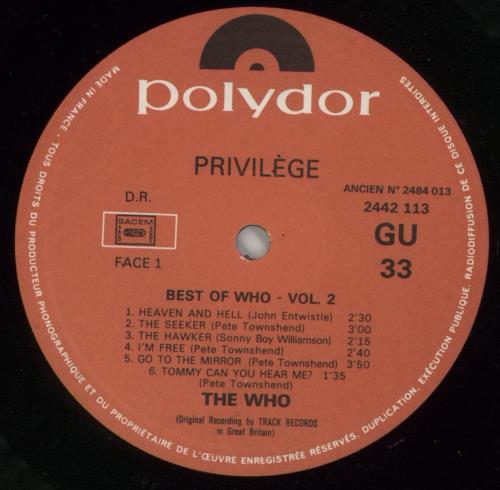 polydor
PRIVILÈGE
D.R.
ANCIEN N° 2484 013
2442 113
SACEM
GU
FACE 1
33
BEST OF WHO - VOL. 2
1. HEAVEN AND HELL (John Entwistle) 2'30
2. THE SEEKER (Pete Townshend) 3'00
3. THE HAWKER (Sonny Boy Williamson) 2'15
4. I'M FREE (Pete Townshend) 2'40
5. GO TO THE MIRROR (Pete Townshend) 3'50
6. TOMMY CAN YOU HEAR ME? 1'35
(Pete Townshend)
THE WHO
(Original Recording by TRACK RECORDS
in Great Britain)
MADE IN FRANCE - TOUS DROITS DU PRODUCTEUR PHONOGRAPHIQUE ET DU PROPRIÉTAIRE DE L'ŒUVRE ENREGISTRÉE RÉSERVÉS. DUPLICATION, EXÉCUTION PUBLIQUE, RADIODIFFUSION DE CE DISQUE INTERDITES